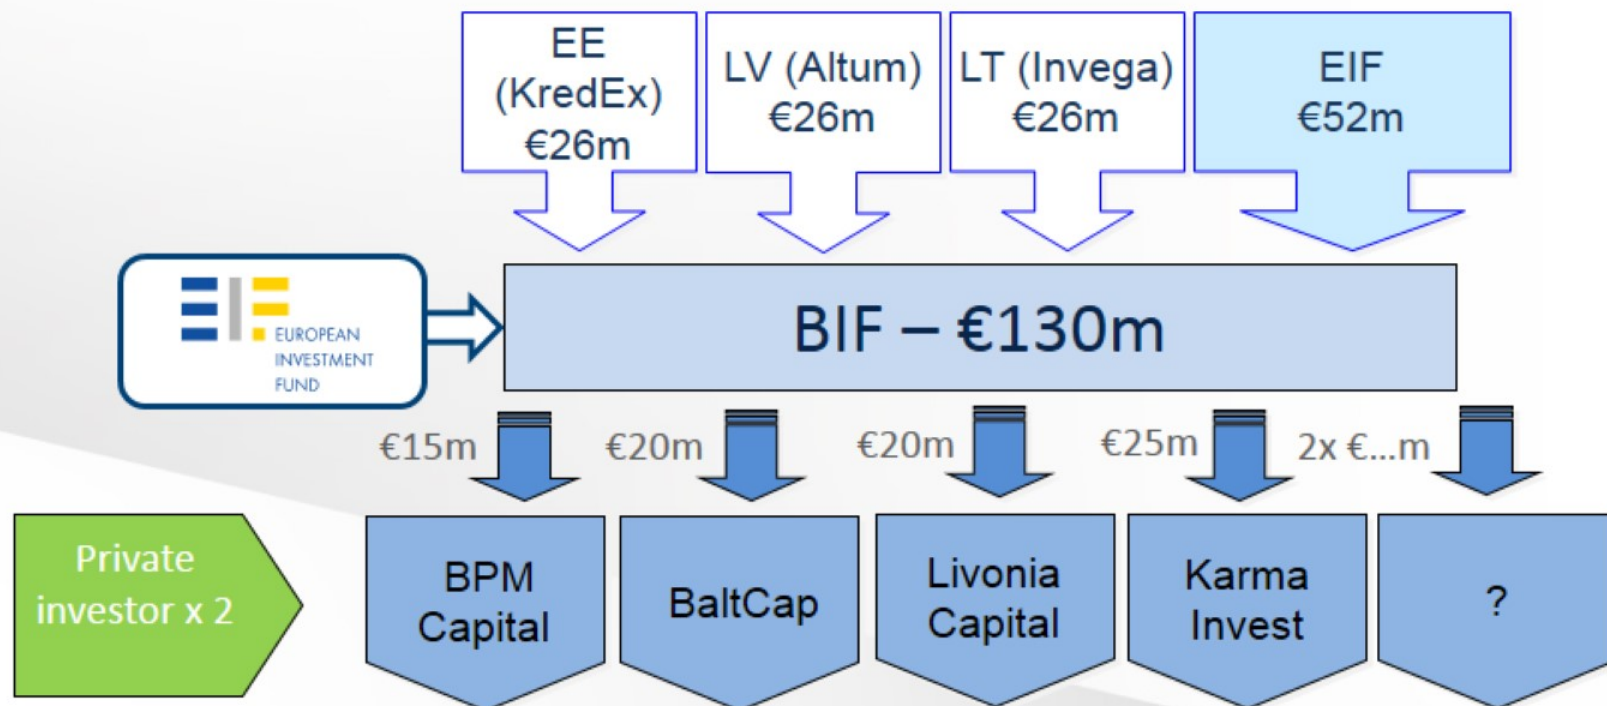 EE
(KredEx)
€26m
LV (Altum)
€26m
LT (Invega)
€26m
EIF
€52m
EIF
EUROPEAN
INVESTMENT
FUND
BIF – €130m
€15m
€20m
€20m
€25m
2x €...m
Private
investor x 2
BPM
Capital
BaltCap
Livonia
Capital
Karma
Invest
?